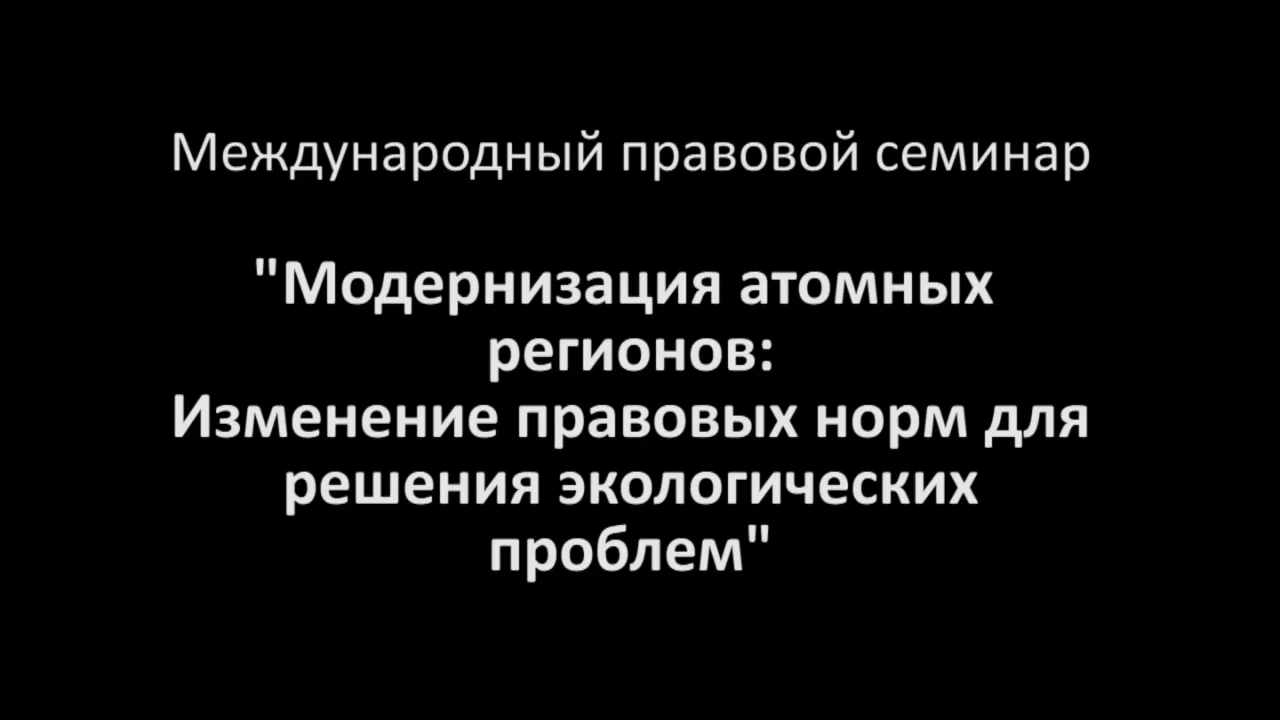 Международный правовой семинар
"Модернизация атомных
регионов:
Изменение правовых норм для
решения экологических
проблем"